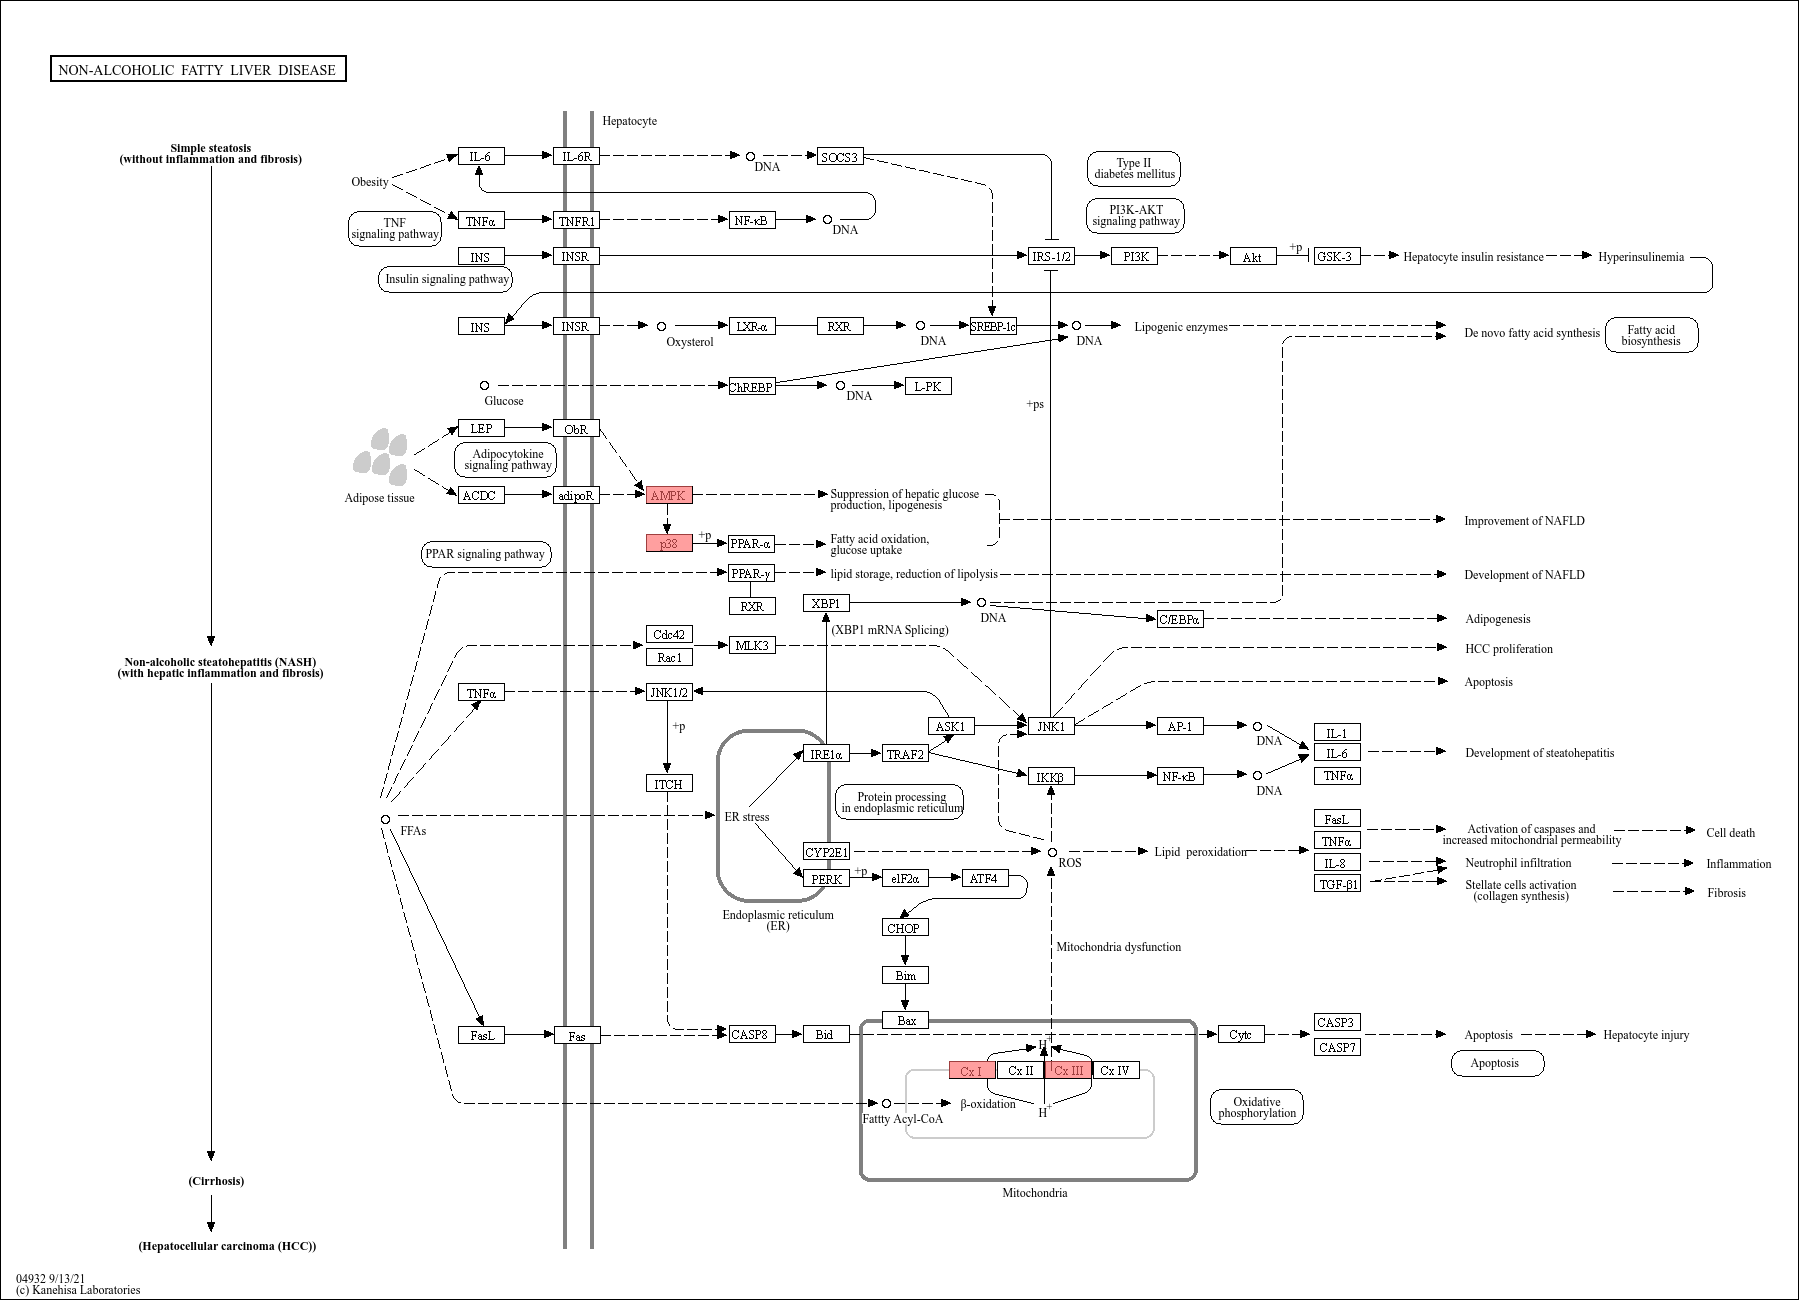 NON-ALCOHOLIC FATTY LIVER DISEASE
Hepatocyte
Simple steatosis
(without inflammation and fibrosis)
Obesity
IL-6
IL-6R
DNA
SOCS3
Type II
diabetes mellitus
TNF
signaling pathway
TNFα
TNFR1
NF-κB
DNA
PI3K-AKT
signaling pathway
INS
INSR
IRS-1/2
PI3K
Akt
+p
GSK-3
Hepatocyte insulin resistance
Hyperinsulinemia
Insulin signaling pathway
INS
INSR
Oxysterol
LXR-α
RXR
DNA
SREBP-1c
DNA
Lipogenic enzymes
De novo fatty acid synthesis
Fatty acid
biosynthesis
Glucose
ChREBP
DNA
L-PK
+ps
LEP
ObR
Adipocytokine
signaling pathway
Adipose tissue
ACDC
adipoR
AMPK
Suppression of hepatic glucose
production, lipogenesis
Improvement of NAFLD
p38
+p
PPAR-α
Fatty acid oxidation,
glucose uptake
PPAR signaling pathway
PPAR-γ
lipid storage, reduction of lipolysis
Development of NAFLD
RXR
XBP1
DNA
C/EBPα
Adipogenesis
(XBP1 mRNA Splicing)
Cdc42
Rac1
MLK3
HCC proliferation
Non-alcoholic steatohepatitis (NASH)
(with hepatic inflammation and fibrosis)
TNFα
JNK1/2
Apoptosis
+p
ASK1
JNK1
AP-1
DNA
IL-1
IL-6
TNFα
Development of steatohepatitis
IRE1α
TRAF2
IKKβ
NF-κB
DNA
ITCH
Protein processing
in endoplasmic reticulum
ER stress
FFAs
CYP2E1
ROS
Lipid peroxidation
FasL
TNFα
IL-8
TGF-β1
Activation of caspases and
increased mitochondrial permeability
Cell death
Neutrophil infiltration
Inflammation
Stellate cells activation
(collagen synthesis)
Fibrosis
PERK
+p
eIF2α
ATF4
Endoplasmic reticulum
(ER)
CHOP
Mitochondria dysfunction
Bim
Bax
FasL
Fas
CASP8
Bid
Cytc
CASP3
CASP7
Apoptosis
Hepatocyte injury
Apoptosis
H+
Cx I
Cx II
Cx III
Cx IV
β-oxidation
H+
Fattty Acyl-CoA
Oxidative
phosphorylation
Mitochondria
(Cirrhosis)
(Hepatocellular carcinoma (HCC))
04932 9/13/21
(c) Kanehisa Laboratories